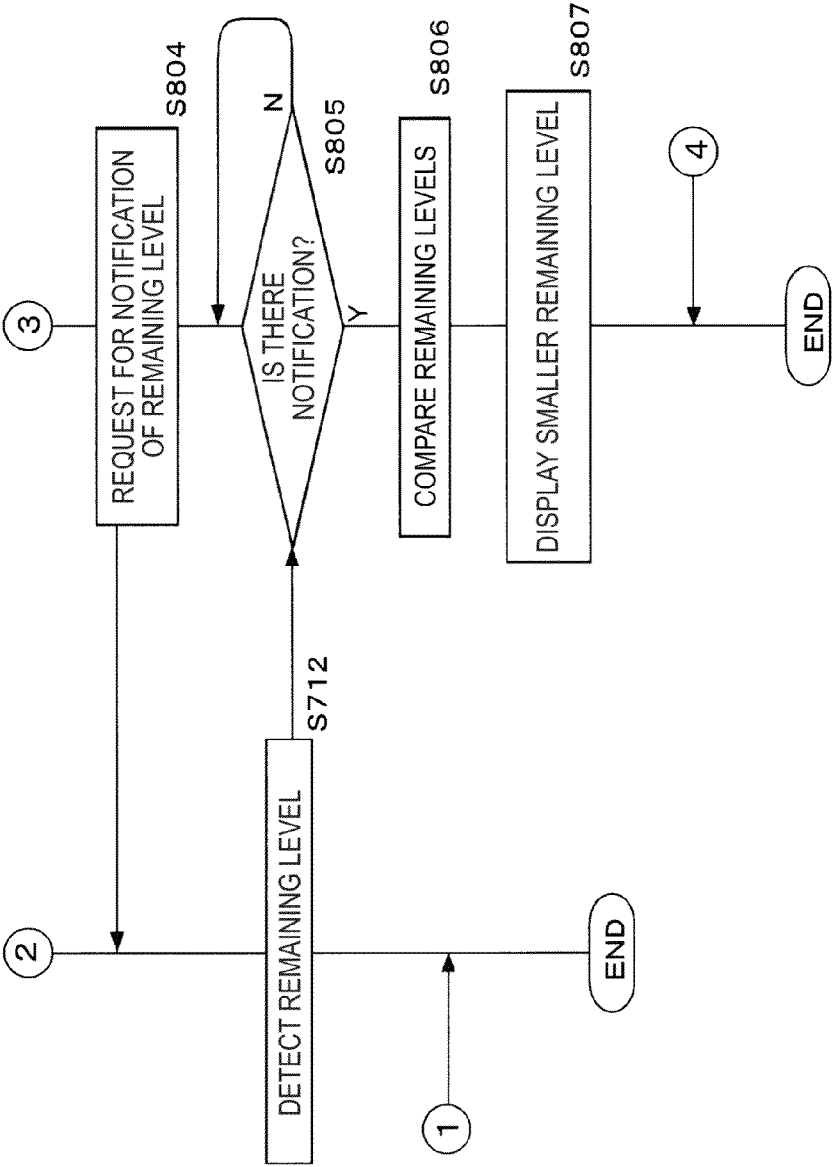 3
REQUEST FOR NOTIFICATION
OF REMAINING LEVEL
S804
N
IS THERE
NOTIFICATION?
S805
Y
COMPARE REMAINING LEVELS
S806
DISPLAY SMALLER REMAINING LEVEL
S807
4
END
2
DETECT REMAINING LEVEL
S712
1
END